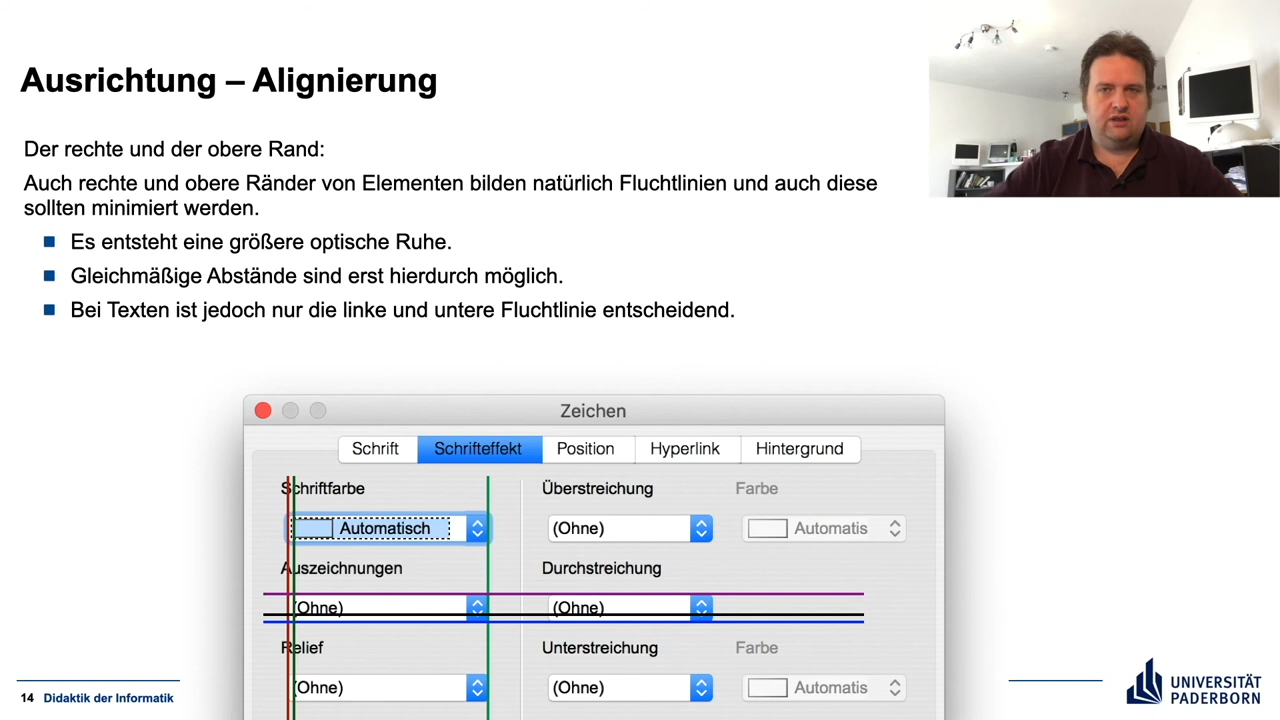 Ausrichtung – Alignierung
Der rechte und der obere Rand:
Auch rechte und obere Ränder von Elementen bilden natürlich Fluchtlinien und auch diese
sollten minimiert werden.
Es entsteht eine größere optische Ruhe.
Gleichmäßige Abstände sind erst hierdurch möglich.
Bei Texten ist jedoch nur die linke und untere Fluchtlinie entscheidend.
Zeichen
Schrift Schrifteffekt Position Hyperlink Hintergrund
Schriftfarbe Überstreichung Farbe
Automatisch (Ohne) Automatis
Auszeichnungen Durchstreichung
(Ohne) (Ohne)
Relief Unterstreichung Farbe
(Ohne) (Ohne) Automatis
14 Didaktik der Informatik
UNIVERSITÄT
PADERBORN